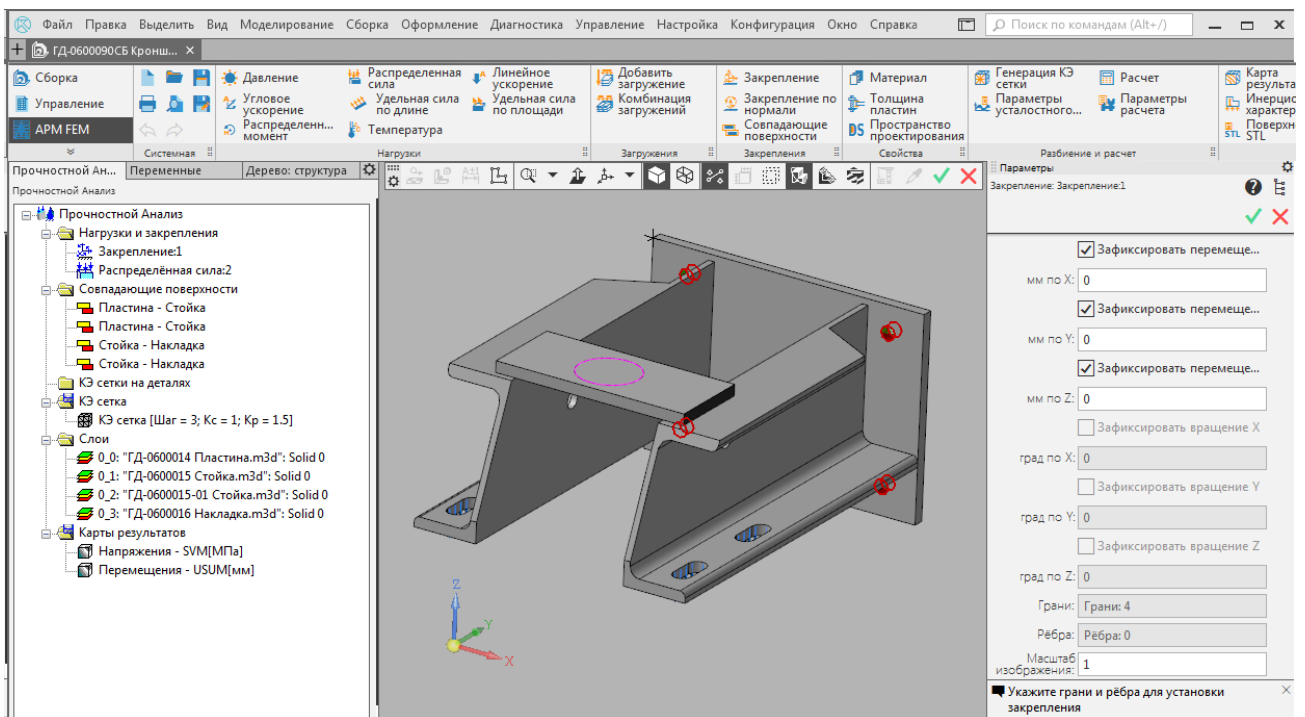 Файл Правка Выделить Вид Моделирование Сборка Оформление Диагностика Управление Настройка Конфигурация Окно Справка
Поиск по командам (Alt+/)
ГД-0600090СБ Кронш...
Сборка
Управление
APM FEM
Системная
Давление
Угловое
ускорение
Распределенн...
момент
Распределенная
сила
Удельная сила
по длине
Температура
Линейное
ускорение
Удельная сила
по площади
Нагрузки
Добавить
загружение
Комбинация
загружений
Загружения
Закрепление
Закрепление по
нормали
Совпадающие
поверхности
Закрепления
Материал
Толщина
пластин
DS Пространство
проектирования
Свойства
Генерация КЭ
сетки
Параметры
усталостного...
Расчет
Параметры
расчета
Разбиение и расчет
Карта
результа
Инерцио
характер
Поверхн
STL STL
Прочностной Ан... Переменные Дерево: структура
Прочностной Анализ
Прочностной Анализ
Нагрузки и закрепления
Закрепление:1
Распределённая сила:2
Совпадающие поверхности
Пластина - Стойка
Пластина - Стойка
Стойка - Накладка
Стойка - Накладка
КЭ сетки на деталях
КЭ сетка
КЭ сетка [Шаг = 3; Kc = 1; Kp = 1.5]
Слои
0_0: "ГД-0600014 Пластина.m3d": Solid 0
0_1: "ГД-0600015 Стойка.m3d": Solid 0
0_2: "ГД-0600015-01 Стойка.m3d": Solid 0
0_3: "ГД-0600016 Накладка.m3d": Solid 0
Карты результатов
Напряжения - SVM[МПа]
Перемещения - USUM[мм]
Z
Y
X
Параметры
Закрепление: Закрепление:1
Зафиксировать перемеще...
мм по X: 0
Зафиксировать перемеще...
мм по Y: 0
Зафиксировать перемеще...
мм по Z: 0
Зафиксировать вращение X
град по X: 0
Зафиксировать вращение Y
град по Y: 0
Зафиксировать вращение Z
град по Z: 0
Грани: Грани: 4
Рёбра: Рёбра: 0
Масштаб
изображения: 1
Укажите грани и рёбра для установки
закрепления